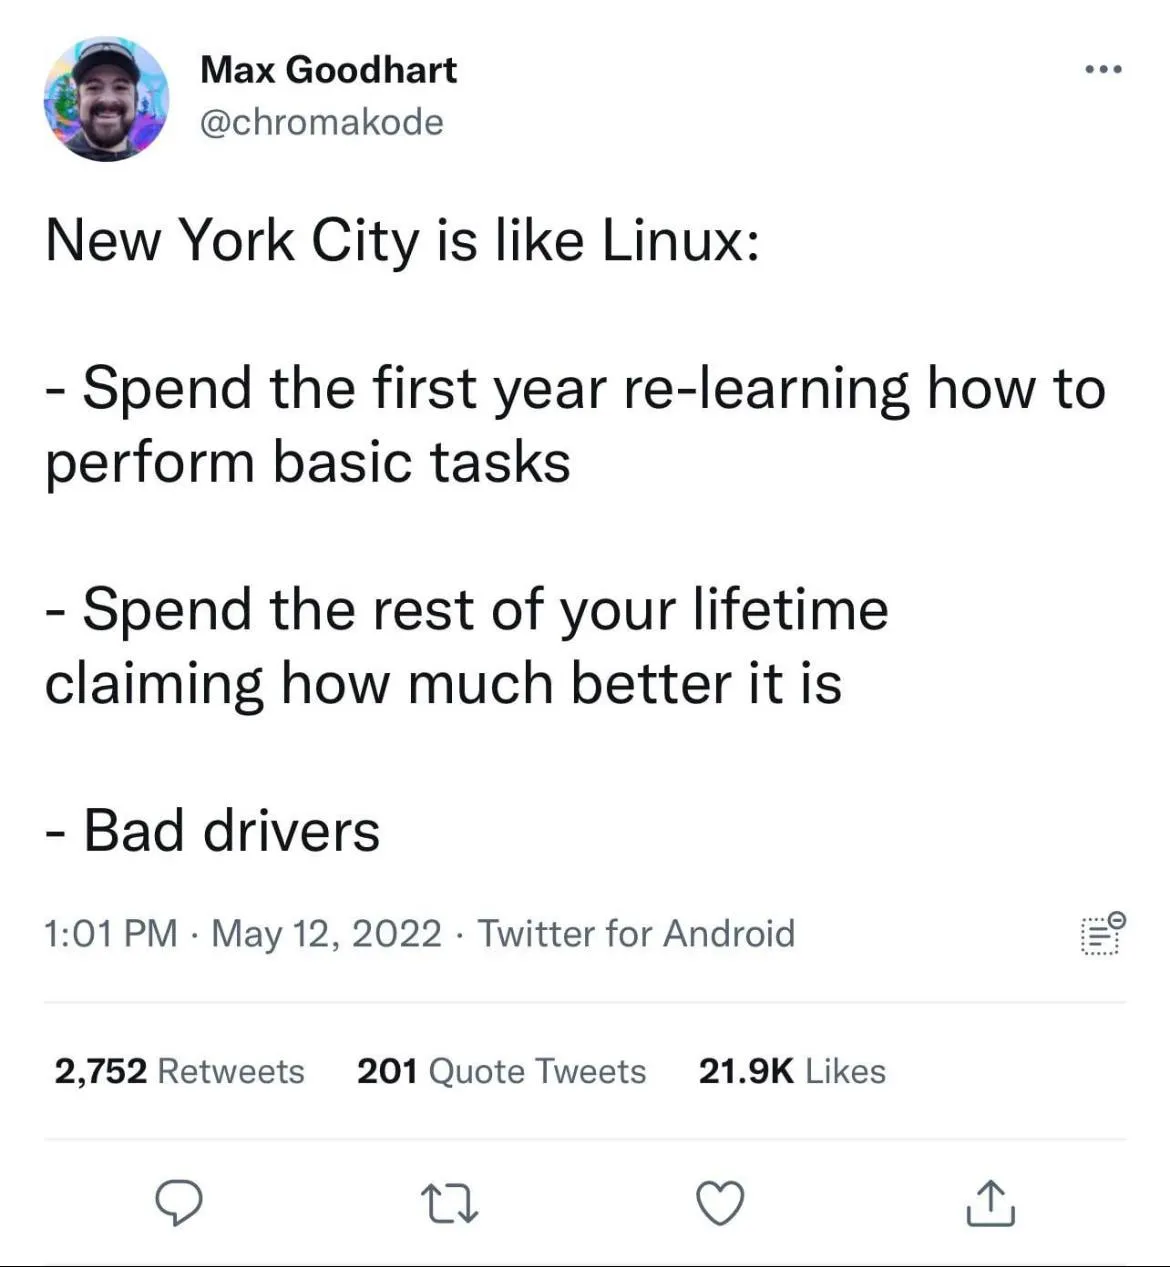 Max Goodhart
@chromakode
New York City is like Linux:
- Spend the first year re-learning how to
perform basic tasks
- Spend the rest of your lifetime
claiming how much better it is
- Bad drivers
1:01 PM · May 12, 2022 · Twitter for Android
2,752 Retweets 201 Quote Tweets 21.9K Likes